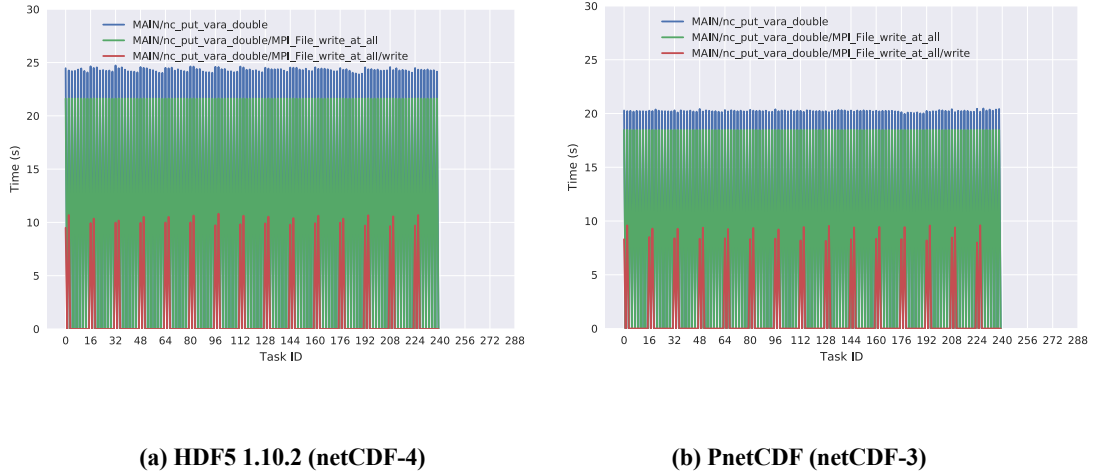 30
25
20
15
10
5
0
Time (s)
MAIN/nc_put_vara_double
MAIN/nc_put_vara_double/MPI_File_write_at_all
MAIN/nc_put_vara_double/MPI_File_write_at_all/write
0 16 32 48 64 80 96 112 128 144 160 176 192 208 224 240 256 272 288
Task ID
(a) HDF5 1.10.2 (netCDF-4)
30
25
20
15
10
5
0
Time (s)
MAIN/nc_put_vara_double
MAIN/nc_put_vara_double/MPI_File_write_at_all
MAIN/nc_put_vara_double/MPI_File_write_at_all/write
0 16 32 48 64 80 96 112 128 144 160 176 192 208 224 240 256 272 288
Task ID
(b) PnetCDF (netCDF-3)